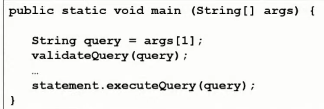 public static void main (String[] args) {
String query = args[1];
validateQuery(query);
…
statement.executeQuery(query);
}